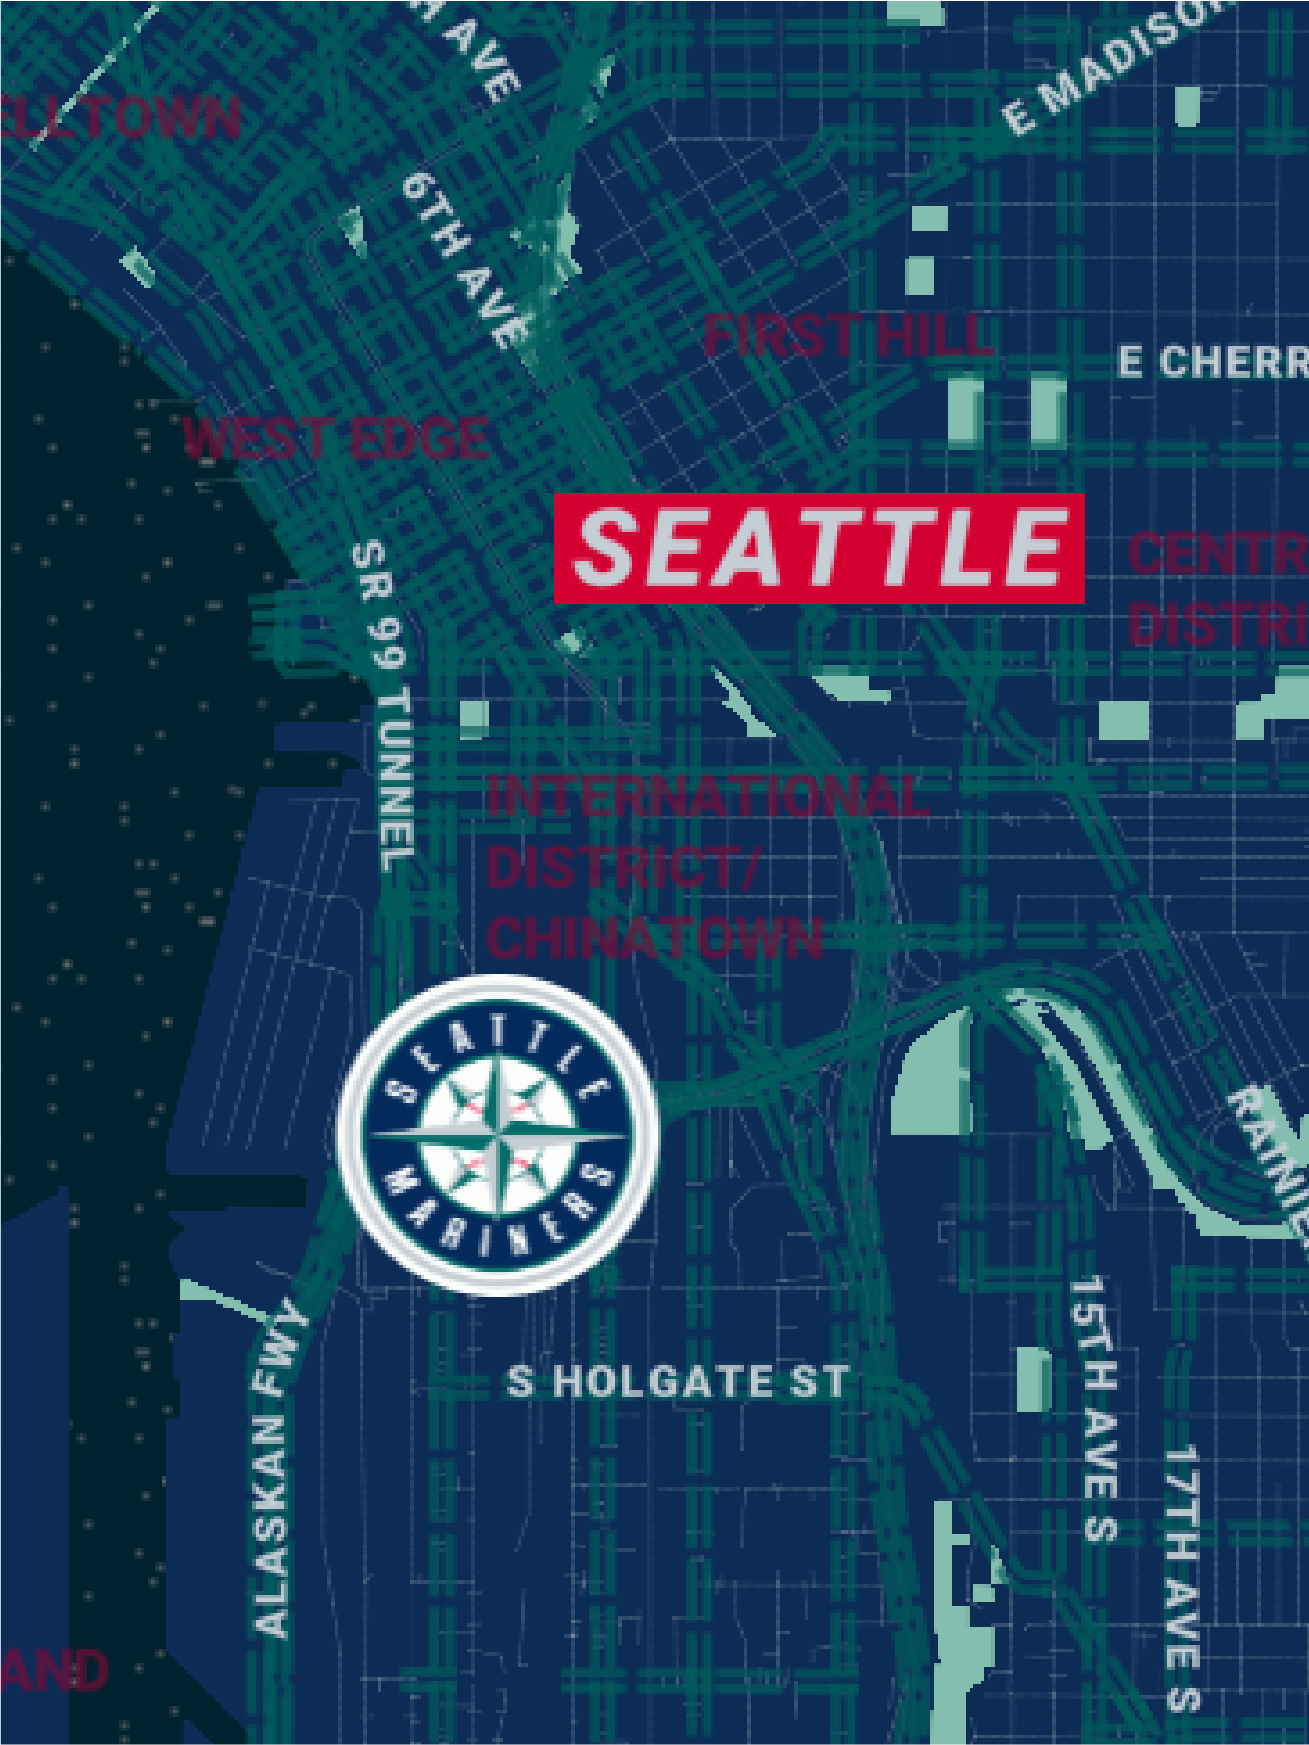 H AVE
E MADISON
ELLTOWN
6TH AVE
FIRST HILL
E CHERR
WEST EDGE
SEATTLE
CENTR
DISTRI
SR 99 TUNNEL
INTERNATIONAL
DISTRICT/
CHINATOWN
SEATTLE
MARINERS
RAINIE
15TH AVE S
ALASKAN FWY
S HOLGATE ST
17TH AVE S
AND